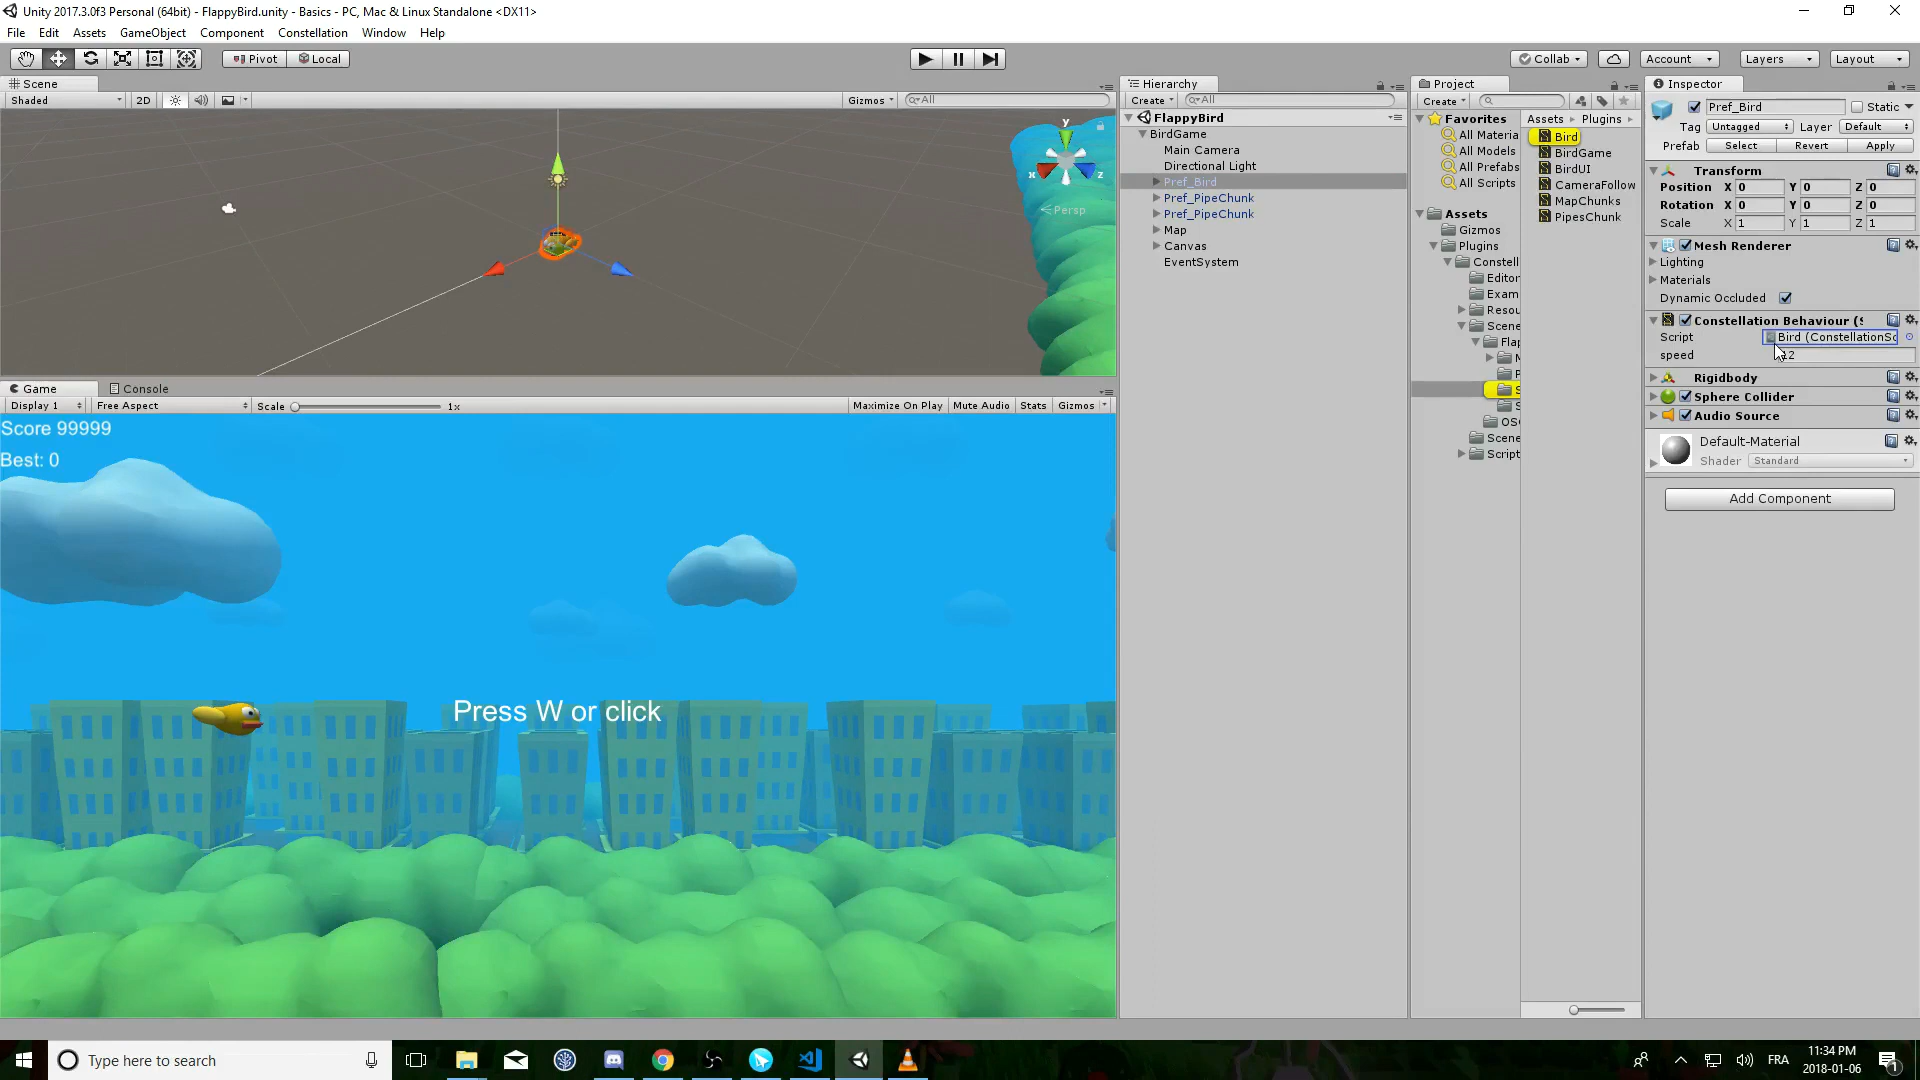 Unity 2017.3.0f3 Personal (64bit) - FlappyBird.unity - Basics - PC, Mac & Linux Standalone <DX11>
File Edit Assets GameObject Component Constellation Window Help
Pivot Local Collab Account Layers Layout
Scene
Shaded 2D Gizmos All
y
x z
Persp
Game Console
Display 1 Free Aspect Scale 1x Maximize On Play Mute Audio Stats Gizmos
Score 99999
Best: 0
Press W or click
Hierarchy
Create All
FlappyBird
BirdGame
Main Camera
Directional Light
Pref_Bird
Pref_PipeChunk
Pref_PipeChunk
Map
Canvas
EventSystem
Project
Create
Favorites
All Materia
All Models
All Prefabs
All Scripts
Assets
Gizmos
Plugins
Constell
Editor
Exam
Resou
Scene
Flap
OS
Scene
Script
Assets Plugins
Bird
BirdGame
BirdUI
CameraFollow
MapChunks
PipesChunk
Inspector
Pref_Bird Static
Tag Untagged Layer Default
Prefab Select Revert Apply
Transform
Position X 0 Y 0 Z 0
Rotation X 0 Y 0 Z 0
Scale X 1 Y 1 Z 1
Mesh Renderer
Lighting
Materials
Dynamic Occluded
Constellation Behaviour (
Script Bird (ConstellationSc
speed 12
Rigidbody
Sphere Collider
Audio Source
Default-Material
Shader Standard
Add Component
Type here to search
FRA
11:34 PM
2018-01-06
1